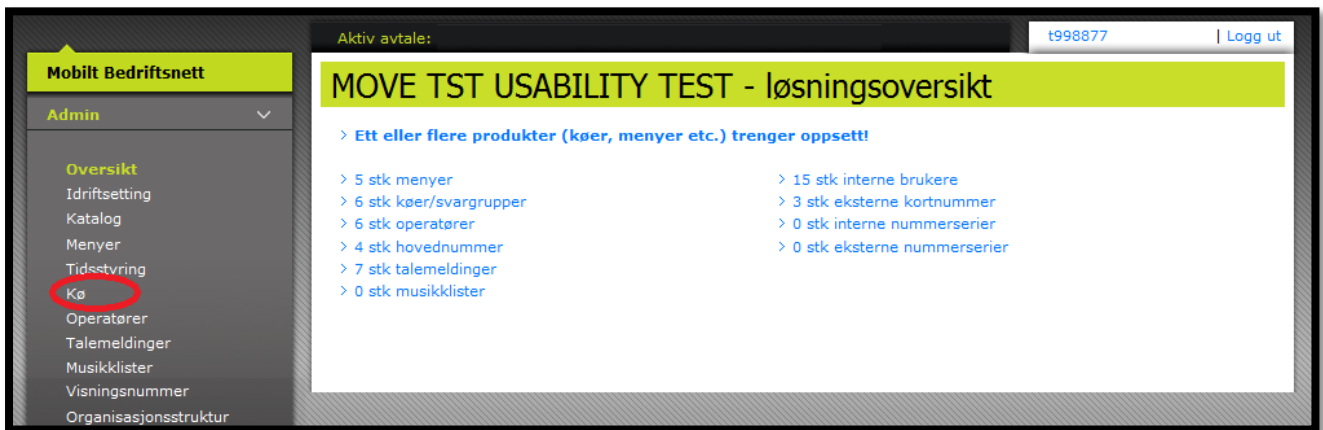 Aktiv avtale:
t998877 | Logg ut
Mobilt Bedriftsnett
MOVE TST USABILITY TEST - løsningsoversikt
Admin
> Ett eller flere produkter (køer, menyer etc.) trenger oppsett!
Oversikt
Idriftsetting
Katalog
Menyer
Tidsstyring
Kø
Operatører
Talemeldinger
Musikklister
Visningsnummer
Organisasjonsstruktur
> 5 stk menyer
> 6 stk køer/svargrupper
> 6 stk operatører
> 4 stk hovednummer
> 7 stk talemeldinger
> 0 stk musikklister
> 15 stk interne brukere
> 3 stk eksterne kortnummer
> 0 stk interne nummerserier
> 0 stk eksterne nummerserier